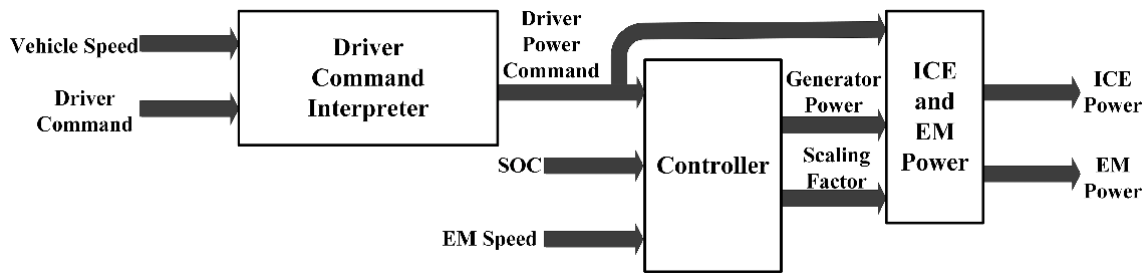 Vehicle Speed
Driver
Command
Driver
Command
Interpreter
Driver
Power
Command
SOC
EM Speed
Controller
Generator
Power
Scaling
Factor
ICE
and
EM
Power
ICE
Power
EM
Power